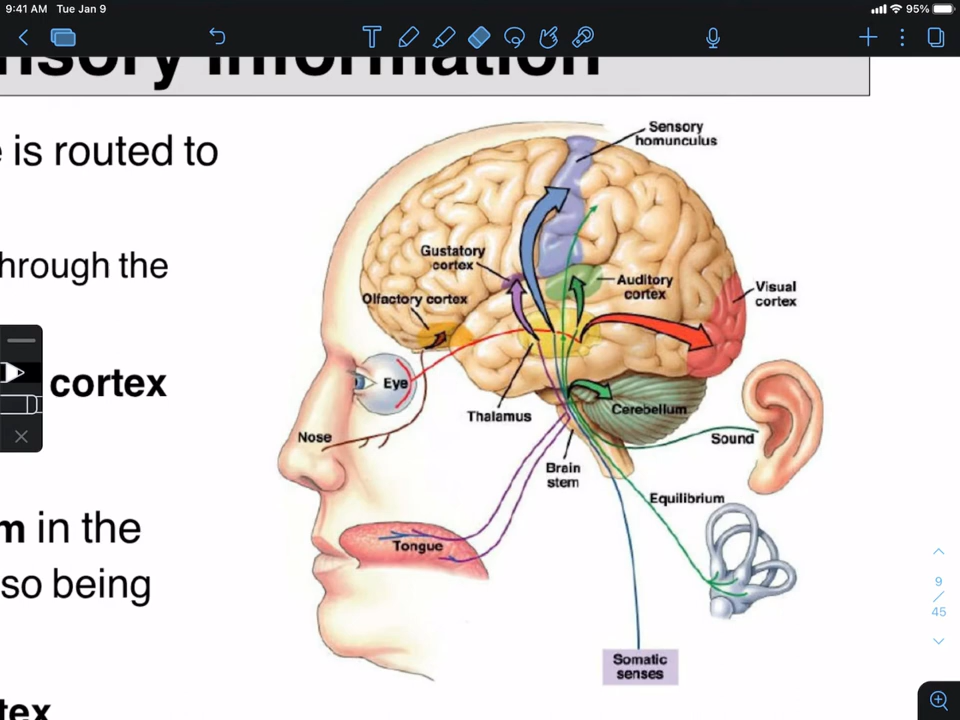 9:41 AM Tue Jan 9
95%
nsory information
e is routed to
hrough the
cortex
m in the
so being
tex
Sensory
homunculus
Gustatory
cortex
Auditory
cortex
Visual
cortex
Olfactory cortex
Eye
Thalamus
Cerebellum
Nose
Sound
Brain
stem
Equilibrium
Tongue
Somatic
senses
9
/
45